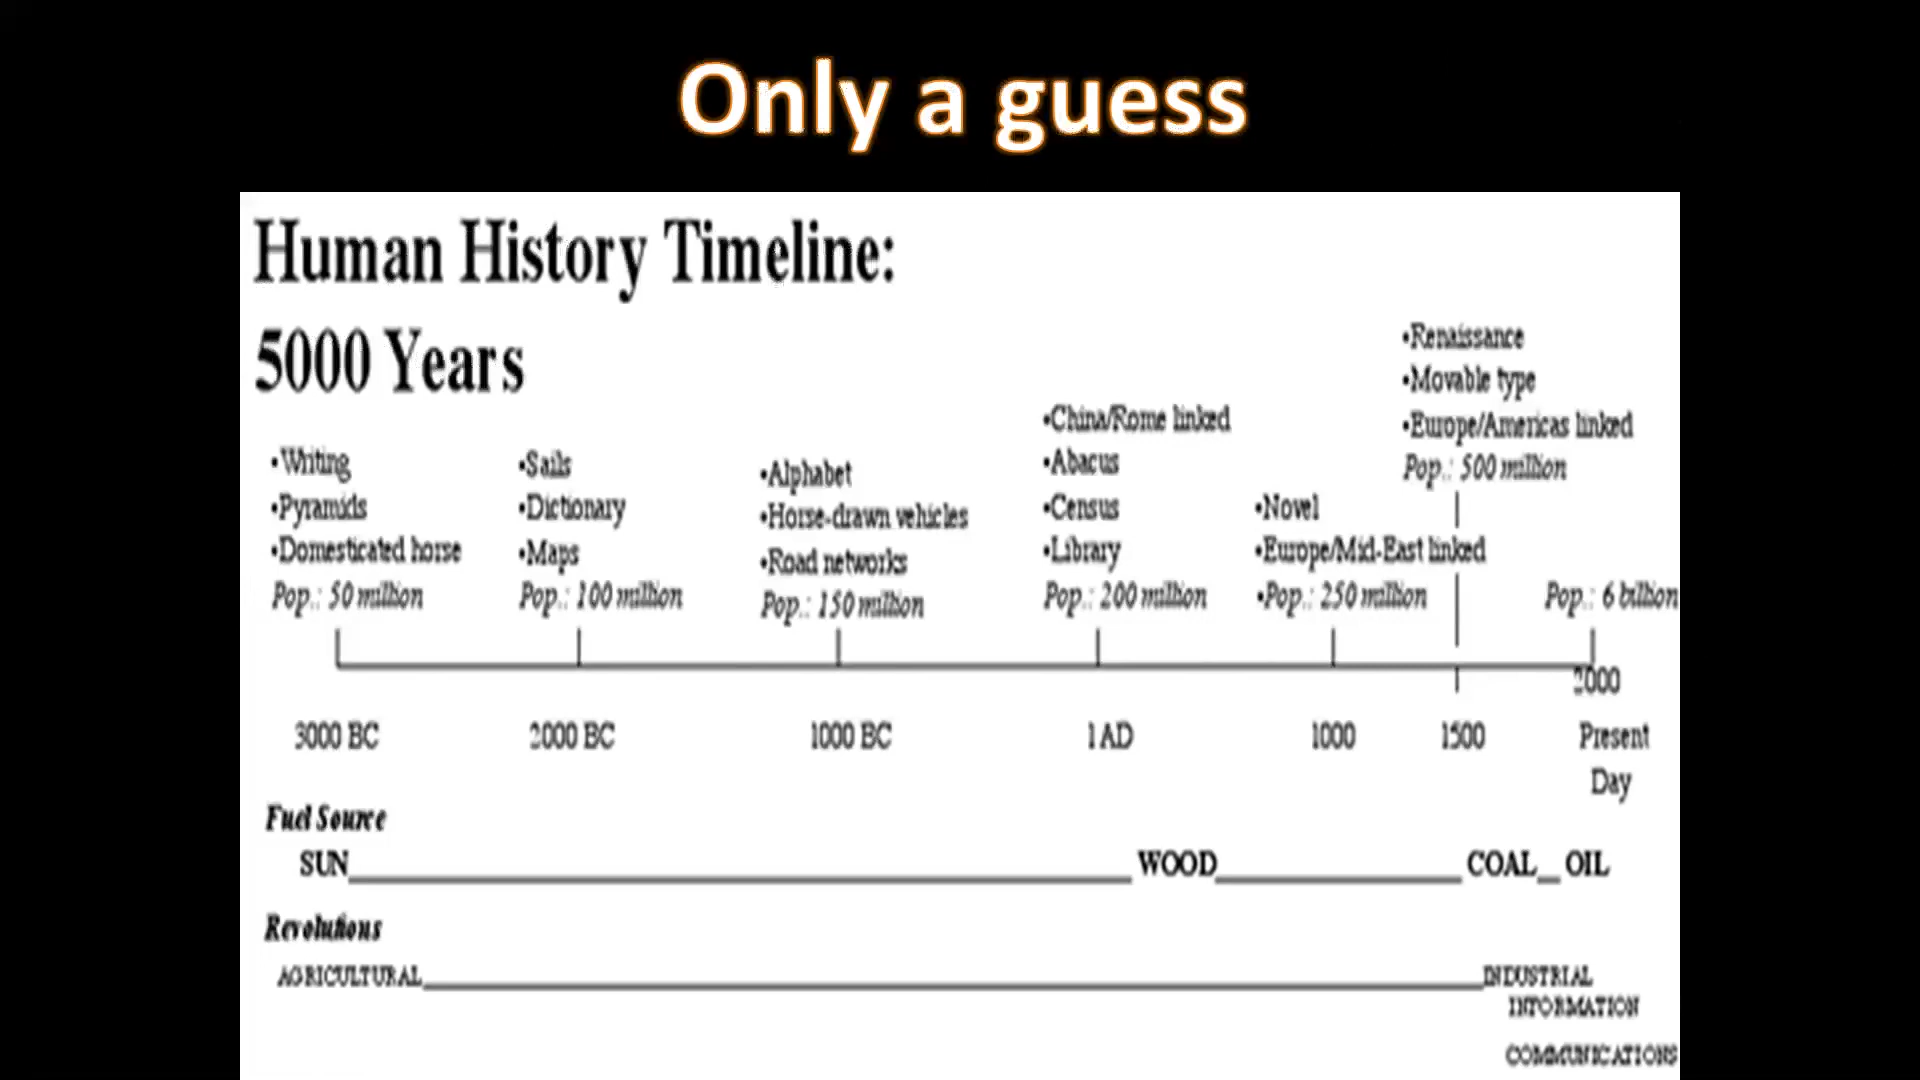 Only a guess
Human History Timeline:
5000 Years
•Writing
•Pyramids
•Domesticated horse
Pop.: 50 million
•Sails
•Dictionary
•Maps
Pop.: 100 million
•Alphabet
•Horse-drawn vehicles
•Road networks
Pop.: 150 million
•China/Rome linked
•Abacus
•Census
•Library
Pop.: 200 million
•Novel
•Europe/Mid-East linked
•Pop.: 250 million
•Renaissance
•Movable type
•Europe/Americas linked
Pop.: 500 million
Pop.: 6 billion
3000 BC
2000 BC
1000 BC
1 AD
1000
1500
2000
Present
Day
Fuel Source
SUN WOOD COAL OIL
Revolutions
AGRICULTURAL INDUSTRIAL
INFORMATION
COMMUNICATIONS